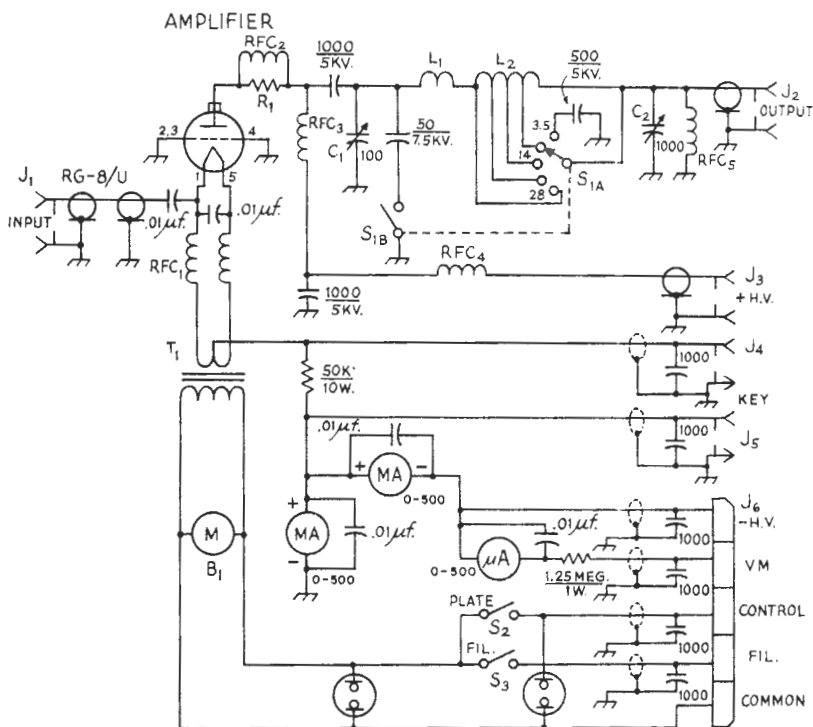 AMPLIFIER
RFC2
R1
1000
5KV.
L1
L2
500
5KV.
J2
OUTPUT
2,3
4
1
5
RFC3
C1
100
50
7.5KV.
3.5
14
28
S1A
C2
1000
RFC5
J1
RG-8/U
INPUT
.01µf.
.01µf.
RFC1
S1B
RFC4
J3
+H.V.
1000
5KV.
T1
50K
10W.
1000
J4
KEY
1000
J5
.01µf.
+ MA -
0-500
+
MA
-
.01µf.
0-500
M
B1
.01µf.
0-500
µA
1.25 MEG.
1W.
J6
-H.V.
1000
VM
1000
PLATE
S2
CONTROL
1000
FIL.
S3
FIL.
1000
COMMON